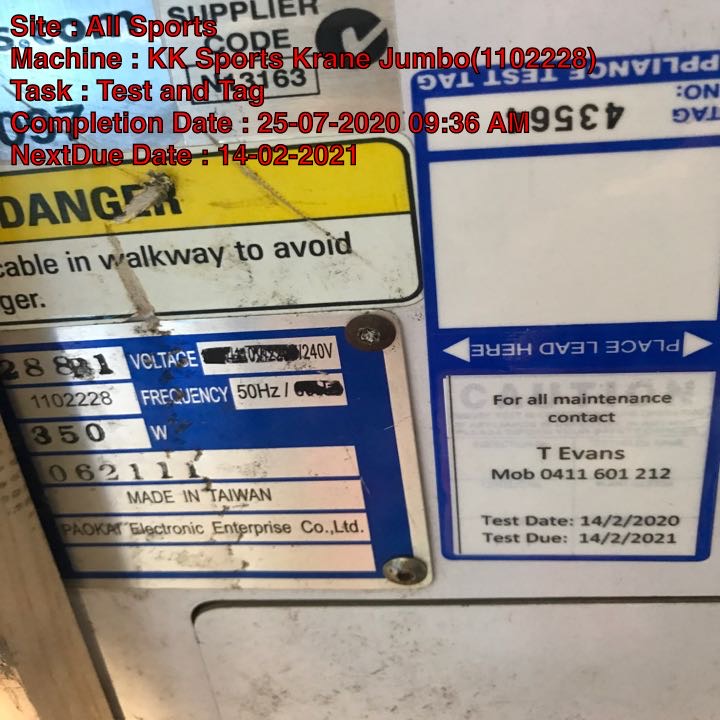 Site : All Sports
Machine : KK Sports Krane Jumbo(1102228)
Task : Test and Tag
Completion Date : 25-07-2020 09:36 AM
NextDue Date : 14-02-2021
s.com
SUPPLIER
CODE
N13163
DANGER
cable in walkway to avoid
ger.
28881 VOLTAGE /240V
1102228 FREQUENCY 50Hz /
350 W
062111
MADE IN TAIWAN
PAOKAI Electronic Enterprise Co.,Ltd.
PPLIANCE TEST TAG
TAG
NO:
43564
PLACE LEAD HERE
CAUTION
For all maintenance
contact
T Evans
Mob 0411 601 212
Test Date: 14/2/2020
Test Due: 14/2/2021